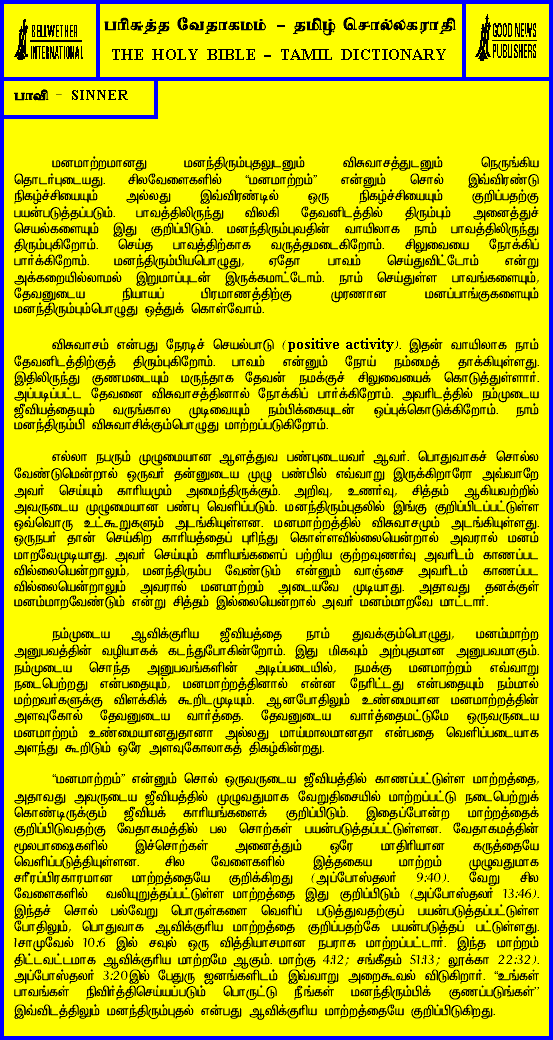 BELLWETHER
INTERNATIONAL
பரிசுத்த வேதாகமம் – தமிழ் சொல்லகராதி
THE HOLY BIBLE – TAMIL DICTIONARY
GOOD NEWS
PUBLISHERS
பாவி – SINNER
மனமாற்றமானது மனந்திரும்புதலுடனும் விசுவாசத்துடனும் நெருங்கிய
தொடர்புடையது. சிலவேளைகளில் “மனமாற்றம்” என்னும் சொல் இவ்விரண்டு
நிகழ்ச்சியையும் அல்லது இவ்விரண்டில் ஒரு நிகழ்ச்சியையும் குறிப்பதற்கு
பயன்படுத்தப்படும். பாவத்திலிருந்து விலகி தேவனிடத்தில் திரும்பும் அனைத்துச்
செயல்களையும் இது குறிப்பிடும். மனந்திரும்புவதின் வாயிலாக நாம் பாவத்திலிருந்து
திரும்புகிறோம். செய்த பாவத்திற்காக வருத்தமடைகிறோம். சிலுவையை நோக்கிப்
பார்க்கிறோம். மனந்திரும்பியபொழுது, ஏதோ பாவம் செய்துவிட்டோம் என்று
அக்கறையில்லாமல் இறுமாப்புடன் இருக்கமாட்டோம். நாம் செய்துள்ள பாவங்களையும்,
தேவனுடைய நியாயப் பிரமாணத்திற்கு முரணான மனப்பாங்குகளையும்
மனந்திரும்பும்பொழுது ஒத்துக் கொள்வோம்.
விசுவாசம் என்பது நேரடிச் செயல்பாடு (positive activity). இதன் வாயிலாக நாம்
தேவனிடத்திற்குத் திரும்புகிறோம். பாவம் என்னும் நோய் நம்மைத் தாக்கியுள்ளது.
இதிலிருந்து குணமடையும் மருந்தாக தேவன் நமக்குச் சிலுவையைக் கொடுத்துள்ளார்.
அப்படிப்பட்ட தேவனை விசுவாசத்தினால் நோக்கிப் பார்க்கிறோம். அவரிடத்தில் நம்முடைய
ஜீவியத்தையும் வருங்கால முடிவையும் நம்பிக்கையுடன் ஒப்புக்கொடுக்கிறோம். நாம்
மனந்திரும்பி விசுவாசிக்கும்பொழுது மாற்றப்படுகிறோம்.
எல்லா நபரும் முழுமையான ஆளத்துவ பண்புடையவர் ஆவர். பொதுவாகச் சொல்ல
வேண்டுமென்றால் ஒருவர் தன்னுடைய முழு பண்பில் எவ்வாறு இருக்கிறாரோ அவ்வாறே
அவர் செய்யும் காரியமும் அமைந்திருக்கும். அறிவு, உணர்வு, சித்தம் ஆகியவற்றில்
அவருடைய முழுமையான பண்பு வெளிப்படும். மனந்திரும்புதலில் இங்கு குறிப்பிடப்பட்டுள்ள
ஒவ்வொரு உட்கூறுகளும் அடங்கியுள்ளன. மனமாற்றத்தில் விசுவாசமும் அடங்கியுள்ளது.
ஒருநபர் தான் செய்கிற காரியத்தைப் புரிந்து கொள்ளவில்லையென்றால் அவரால் மனம்
மாறவேமுடியாது. அவர் செய்யும் காரியங்களைப் பற்றிய குற்றவுணர்வு அவரிடம் காணப்பட
வில்லையென்றாலும், மனந்திரும்ப வேண்டும் என்னும் வாஞ்சை அவரிடம் காணப்பட
வில்லையென்றாலும் அவரால் மனமாற்றம் அடையவே முடியாது. அதாவது தனக்குள்
மனம்மாறவேண்டும் என்று சித்தம் இல்லையென்றால் அவர் மனம்மாறவே மாட்டார்.
நம்முடைய ஆவிக்குரிய ஜீவியத்தை நாம் துவக்கும்பொழுது, மனம்மாற்ற
அனுபவத்தின் வழியாகக் கடந்துபோகின்றோம். இது மிகவும் அற்புதமான அனுபவமாகும்.
நம்முடைய சொந்த அனுபவங்களின் அடிப்படையில், நமக்கு மனமாற்றம் எவ்வாறு
நடைபெற்றது என்பதையும், மனமாற்றத்தினால் என்ன நேரிட்டது என்பதையும் நம்மால்
மற்றவர்களுக்கு விளக்கிக் கூறிடமுடியும். ஆனபோதிலும் உண்மையான மனமாற்றத்தின்
அளவுகோல் தேவனுடைய வார்த்தை. தேவனுடைய வார்த்தைமட்டுமே ஒருவருடைய
மனமாற்றம் உண்மையானதுதானா அல்லது மாய்மாலமானதா என்பதை வெளிப்படையாக
அளந்து கூறிடும் ஒரே அளவுகோலாகத் திகழ்கின்றது.
“மனமாற்றம்” என்னும் சொல் ஒருவருடைய ஜீவியத்தில் காணப்பட்டுள்ள மாற்றத்தை,
அதாவது அவருடைய ஜீவியத்தில் முழுவதுமாக வேறுதிசையில் மாற்றப்பட்டு நடைபெற்றுக்
கொண்டிருக்கும் ஜீவியக் காரியங்களைக் குறிப்பிடும். இதைப்போன்ற மாற்றத்தைக்
குறிப்பிடுவதற்கு வேதாகமத்தில் பல சொற்கள் பயன்படுத்தப்பட்டுள்ளன. வேதாகமத்தின்
மூலபாஷைகளில் இச்சொற்கள் அனைத்தும் ஒரே மாதிரியான கருத்தையே
வெளிப்படுத்தியுள்ளன. சில வேளைகளில் இத்தகைய மாற்றம் முழுவதுமாக
சரீரப்பிரகாரமான மாற்றத்தையே குறிக்கிறது (அப்போஸ்தலர் 9:40). வேறு சில
வேளைகளில் வலியுறுத்தப்பட்டுள்ள மாற்றத்தை இது குறிப்பிடும் (அப்போஸ்தலர் 13:46).
இந்தச் சொல் பல்வேறு பொருள்களை வெளிப் படுத்துவதற்குப் பயன்படுத்தப்பட்டுள்ள
போதிலும், பொதுவாக ஆவிக்குரிய மாற்றத்தை குறிப்பதற்கே பயன்படுத்தப் பட்டுள்ளது.
1சாமுவேல் 10:6 இல் சவுல் ஒரு வித்தியாசமான நபராக மாற்றப்பட்டார். இந்த மாற்றம்
திட்டவட்டமாக ஆவிக்குரிய மாற்றமே ஆகும். மாற்கு 4:12; சங்கீதம் 51:13; லூக்கா 22:32).
அப்போஸ்தலர் 3:20இல் பேதுரு ஜனங்களிடம் இவ்வாறு அறைகூவல் விடுகிறார். “உங்கள்
பாவங்கள் நிவிர்த்திசெய்யப்படும் பொருட்டு நீங்கள் மனந்திரும்பிக் குணப்படுங்கள்”
இவ்விடத்திலும் மனந்திரும்புதல் என்பது ஆவிக்குரிய மாற்றத்தையே குறிப்பிடுகிறது.